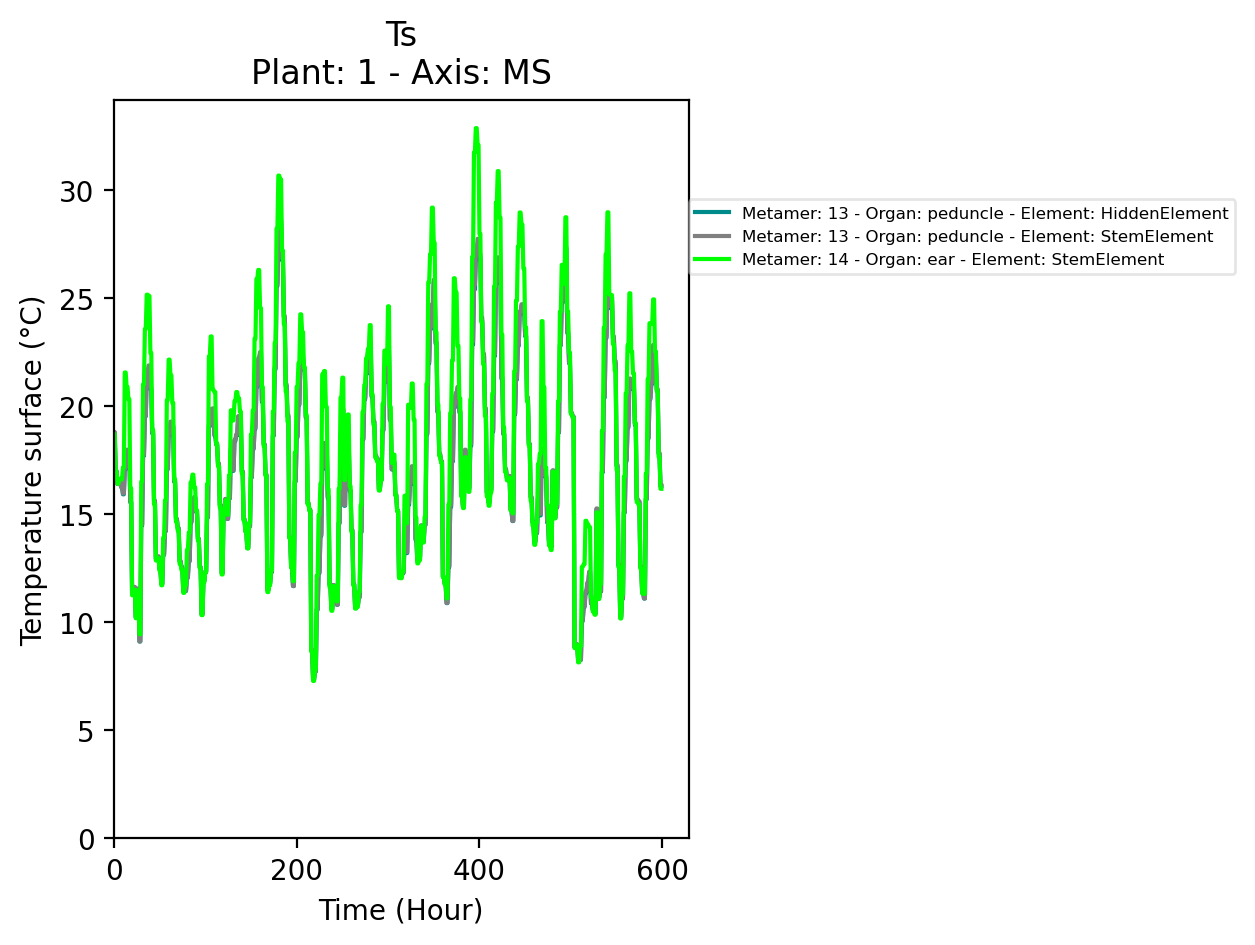 Ts
Plant: 1 - Axis: MS
30
25
20
15
10
5
0
Temperature surface (°C)
0 200 400 600
Time (Hour)
Metamer: 13 - Organ: peduncle - Element: HiddenElement
Metamer: 13 - Organ: peduncle - Element: StemElement
Metamer: 14 - Organ: ear - Element: StemElement